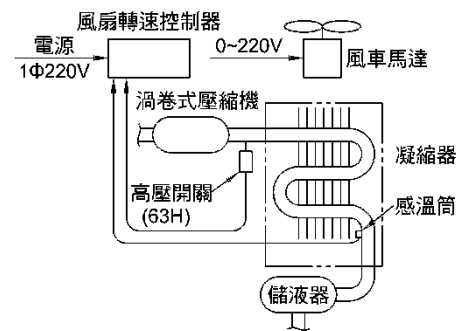 風扇轉速控制器
電源
1Φ220V
0~220V
風車馬達
渦卷式壓縮機
凝縮器
高壓開關
(63H)
感溫筒
儲液器